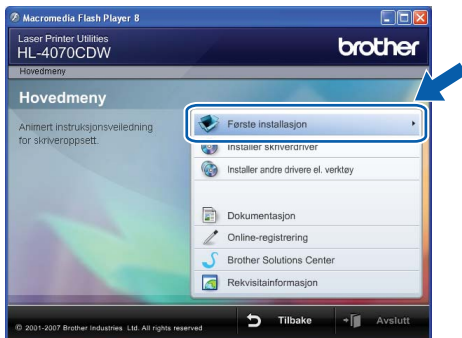 Macromedia Flash Player 8
Laser Printer Utilities
HL-4070CDW
brother
Hovedmeny
Hovedmeny
Animert instruksjonsveiledning
for skriveroppsett.
Første installasjon
Installer skriverdriver
Installer andre drivere el. verktøy
Dokumentasjon
Online-registrering
Brother Solutions Center
Rekvisitainformasjon
© 2001-2007 Brother Industries Ltd. All rights reserved
Tilbake
Avslutt